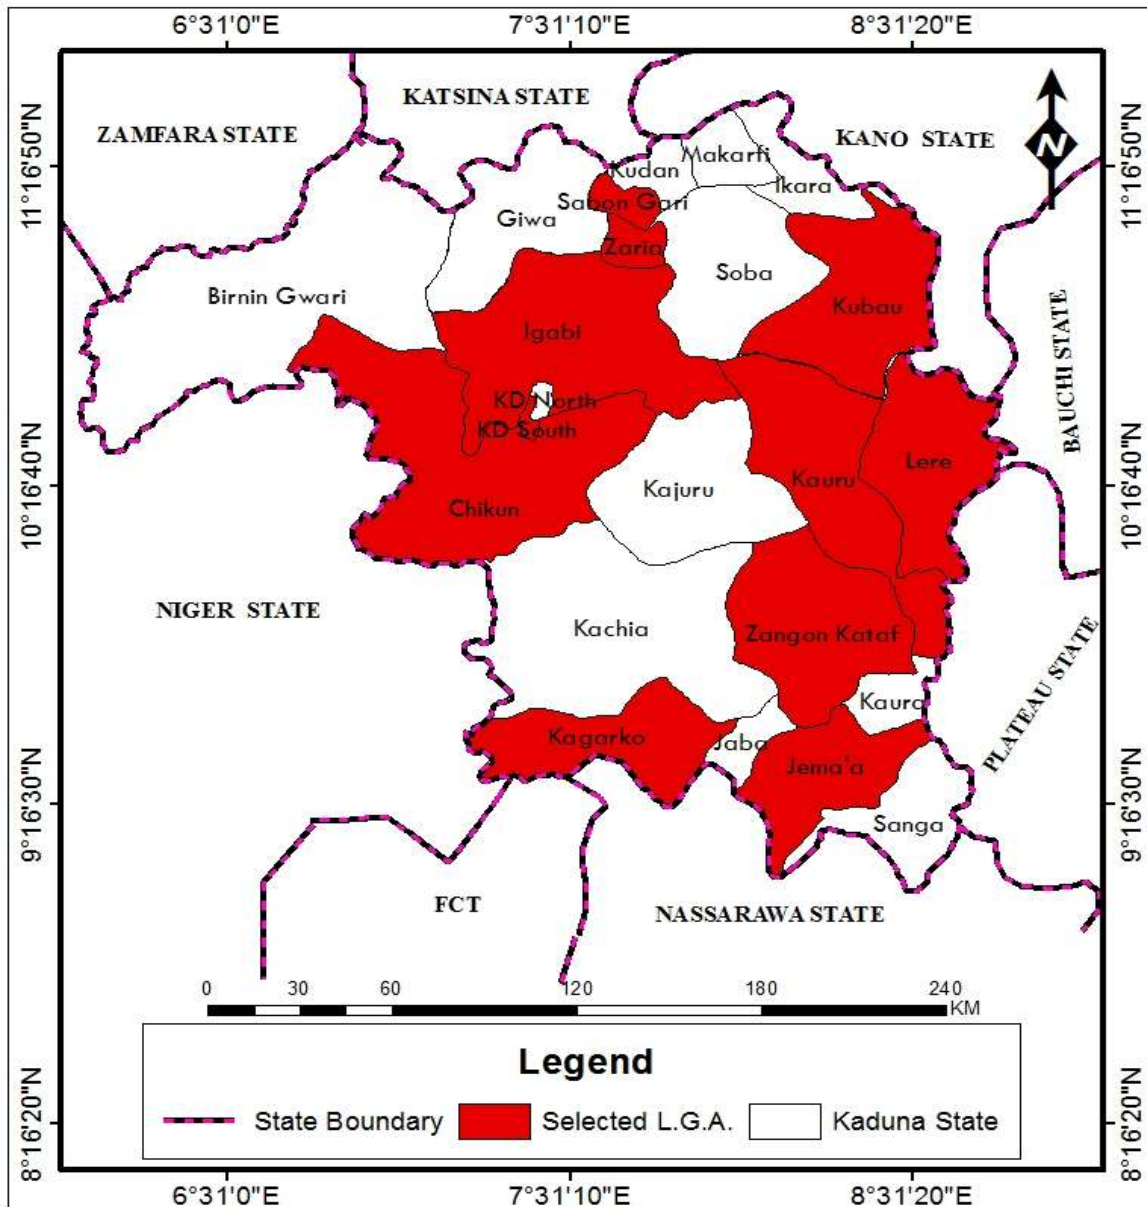 6°31'0"E 7°31'10"E 8°31'20"E
KATSINA STATE
ZAMFARA STATE
KANO STATE
N
11°16'50"N 11°16'50"N
Makarfi
Kudan
Ikara
Sabon Gari
Giwa
Zaria
Soba
Birnin Gwari
Kubau
Igabi
BAUCHI STATE
KD North
KD South
Lere
Kauru
Kajuru
10°16'40"N 10°16'40"N
Chikun
NIGER STATE
Kachia
Zangon Kataf
PLATEAU STATE
Kaura
Kagarko
Jaba
Jema'a
9°16'30"N 9°16'30"N
Sanga
FCT
NASSARAWA STATE
0 30 60 120 180 240
KM
Legend
State Boundary Selected L.G.A. Kaduna State
8°16'20"N 8°16'20"N
6°31'0"E 7°31'10"E 8°31'20"E